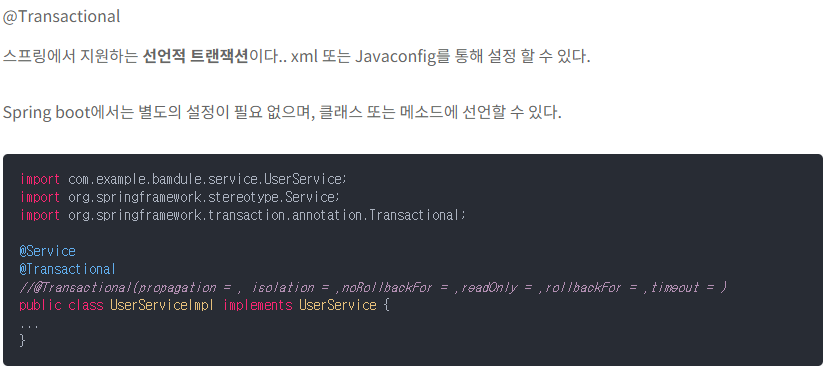 @Transactional
스프링에서 지원하는 선언적 트랜잭션이다.. xml 또는 Javaconfig를 통해 설정 할 수 있다.
Spring boot에서는 별도의 설정이 필요 없으며, 클래스 또는 메소드에 선언할 수 있다.
import com.example.bamdule.service.UserService;
import org.springframework.stereotype.Service;
import org.springframework.transaction.annotation.Transactional;
@Service
@Transactional
//@Transactional(propagation = , isolation = ,noRollbackFor = ,readOnly = ,rollbackFor = ,timeout = )
public class UserServiceImpl implements UserService {
...
}